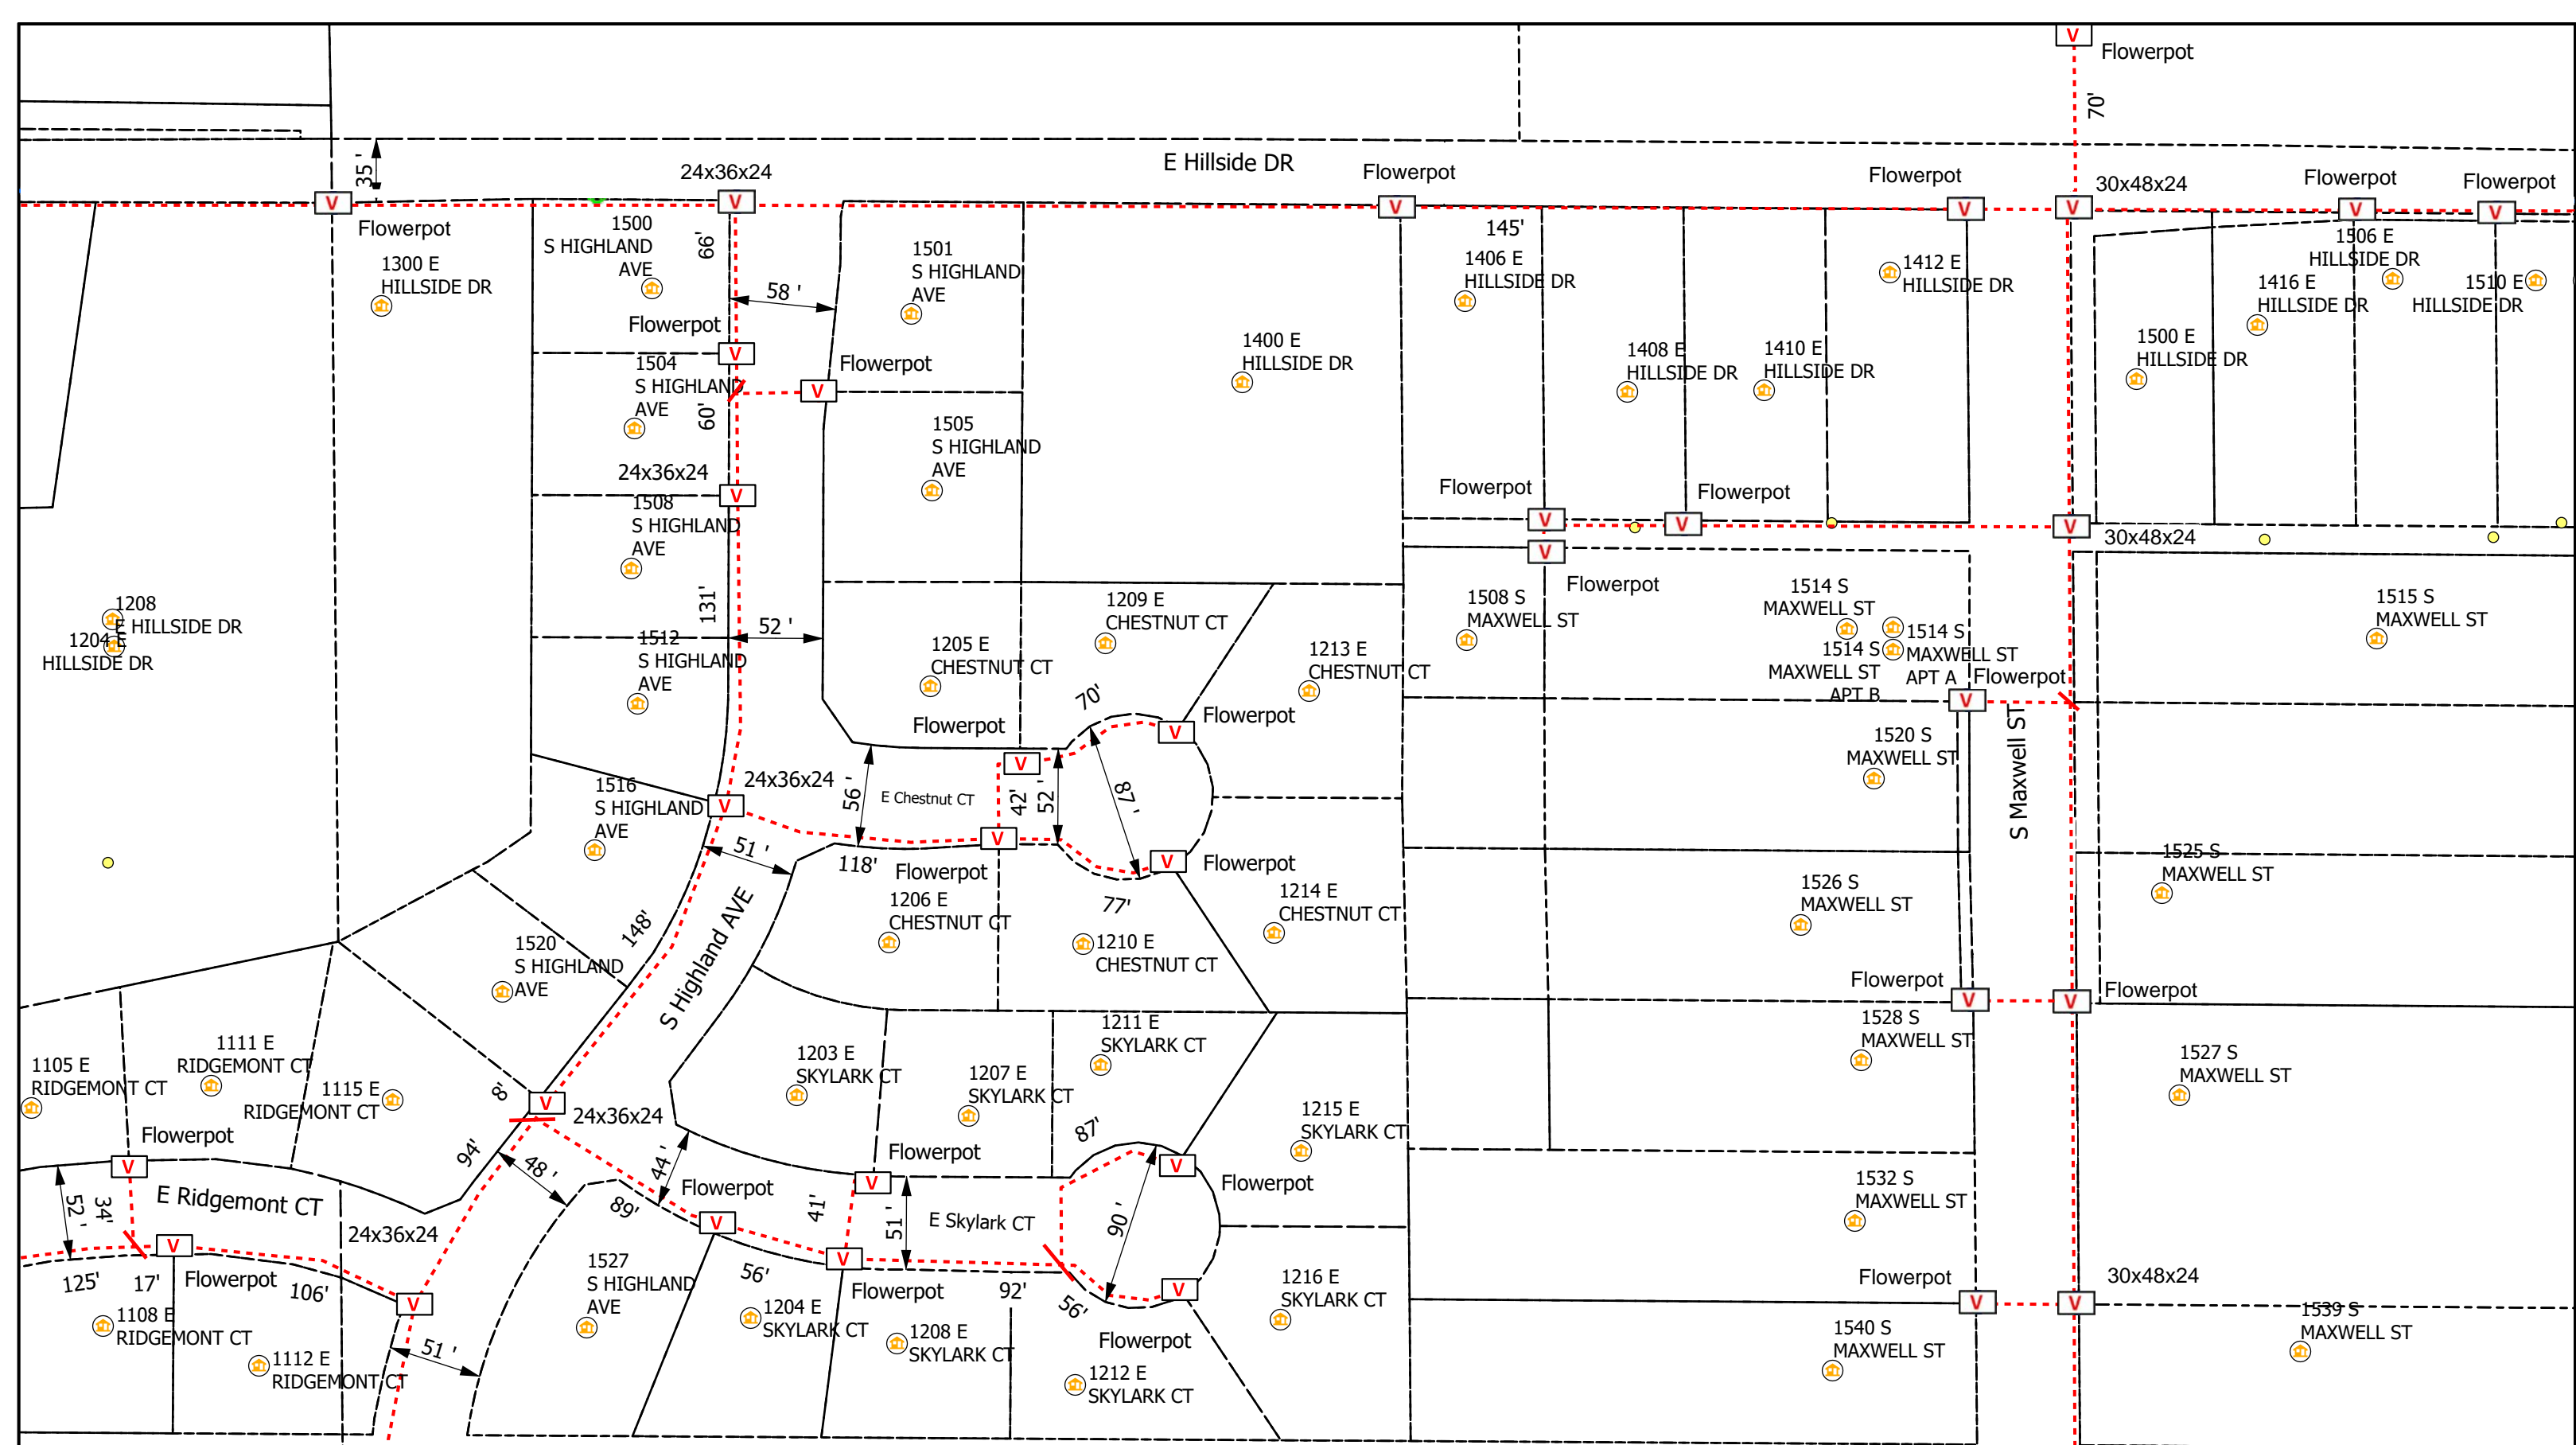 V
Flowerpot
70'
E Hillside DR
35 '
24x36x24
V
V
Flowerpot
Flowerpot
V
Flowerpot
V
30x48x24
V
Flowerpot
V
Flowerpot
V
1300 E
HILLSIDE DR
1500
S HIGHLAND
AVE
66'
58 '
1501
S HIGHLAND
AVE
145'
1406 E
HILLSIDE DR
1412 E
HILLSIDE DR
1506 E
HILLSIDE DR
1416 E
HILLSIDE DR
1510 E
HILLSIDE DR
Flowerpot
V
1504
S HIGHLAND
AVE
60'
Flowerpot
V
1400 E
HILLSIDE DR
1408 E
HILLSIDE DR
1410 E
HILLSIDE DR
1500 E
HILLSIDE DR
1505
S HIGHLAND
AVE
24x36x24
V
1508
S HIGHLAND
AVE
Flowerpot
V
Flowerpot
V
V
30x48x24
V
Flowerpot
131'
52 '
1208
E HILLSIDE DR
1204 E
HILLSIDE DR
1512
S HIGHLAND
AVE
1205 E
CHESTNUT CT
1209 E
CHESTNUT CT
1213 E
CHESTNUT CT
1508 S
MAXWELL ST
1514 S
MAXWELL ST
1514 S
MAXWELL ST
APT A
1514 S
MAXWELL ST
APT B
1515 S
MAXWELL ST
Flowerpot
V
70'
Flowerpot
V
Flowerpot
V
S Maxwell ST
1520 S
MAXWELL ST
1516
S HIGHLAND
AVE
24x36x24
V
56 '
E Chestnut CT
42'
52 '
87 '
51 '
118'
V
Flowerpot
V
Flowerpot
77'
1206 E
CHESTNUT CT
1210 E
CHESTNUT CT
1214 E
CHESTNUT CT
1526 S
MAXWELL ST
1525 S
MAXWELL ST
148'
S Highland AVE
1520
S HIGHLAND
AVE
Flowerpot
V
V
Flowerpot
1105 E
RIDGEMONT CT
1111 E
RIDGEMONT CT
1115 E
RIDGEMONT CT
8'
V
24x36x24
1203 E
SKYLARK CT
1207 E
SKYLARK CT
1211 E
SKYLARK CT
1215 E
SKYLARK CT
1528 S
MAXWELL ST
1527 S
MAXWELL ST
Flowerpot
V
94'
48 '
44 '
87'
Flowerpot
V
V
Flowerpot
52 '
34'
E Ridgemont CT
V
Flowerpot
125'
17'
106'
24x36x24
V
89'
Flowerpot
V
41'
51 '
E Skylark CT
90 '
V
Flowerpot
56'
92'
56'
V
Flowerpot
1532 S
MAXWELL ST
Flowerpot
V
V
30x48x24
1108 E
RIDGEMONT CT
1112 E
RIDGEMONT CT
51 '
1527
S HIGHLAND
AVE
1204 E
SKYLARK CT
1208 E
SKYLARK CT
1212 E
SKYLARK CT
1216 E
SKYLARK CT
1540 S
MAXWELL ST
1539 S
MAXWELL ST